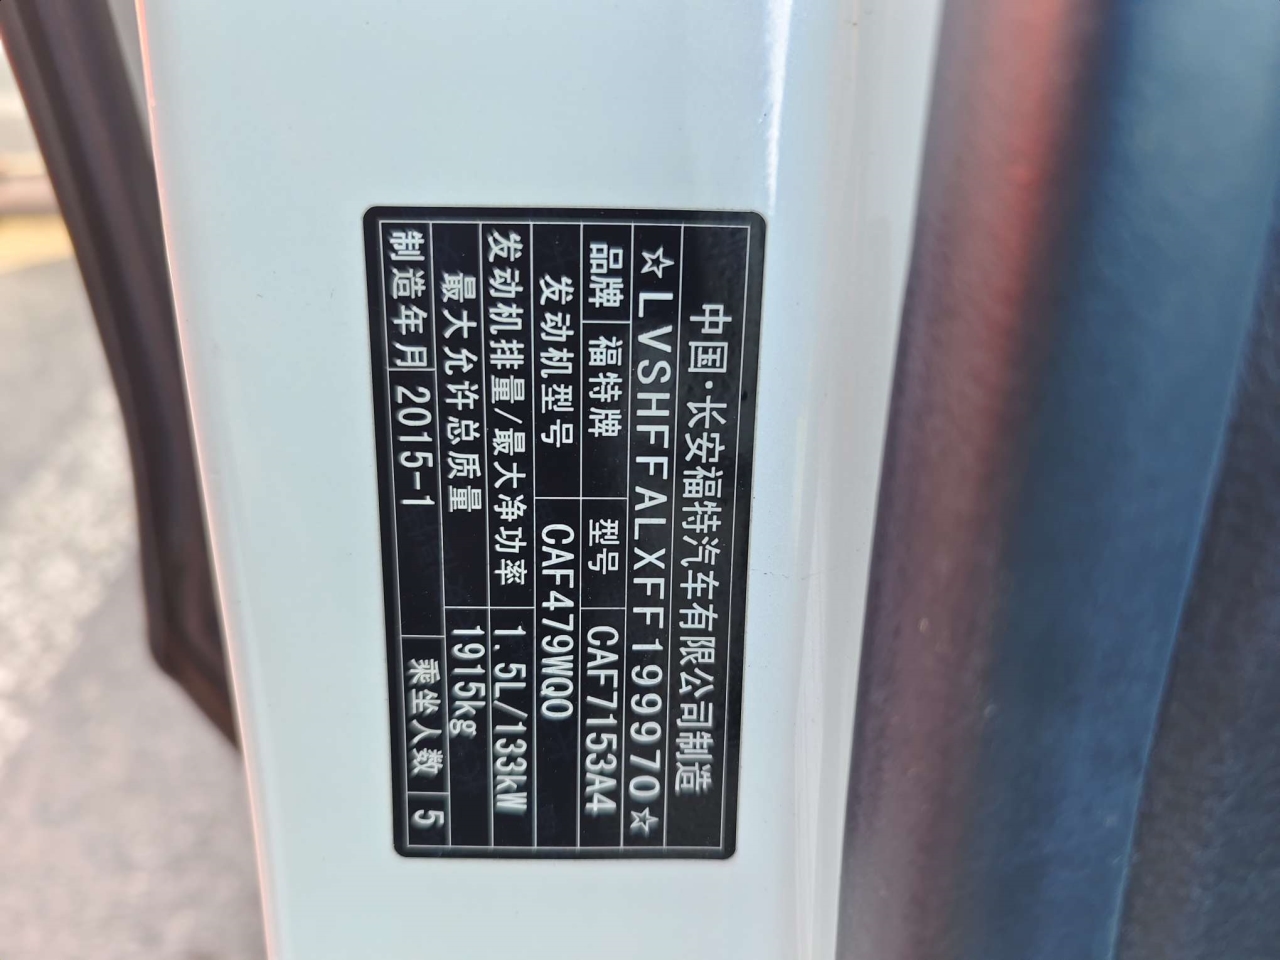 中国·长安福特汽车有限公司制造
☆LVSHFFALXFF199970☆
品牌 福特牌 型号 CAF7153A4
发动机型号 CAF479WQ0
发动机排量/最大净功率 1.5L/133kW
最大允许总质量 1915kg
制造年月 2015-1 乘坐人数 5